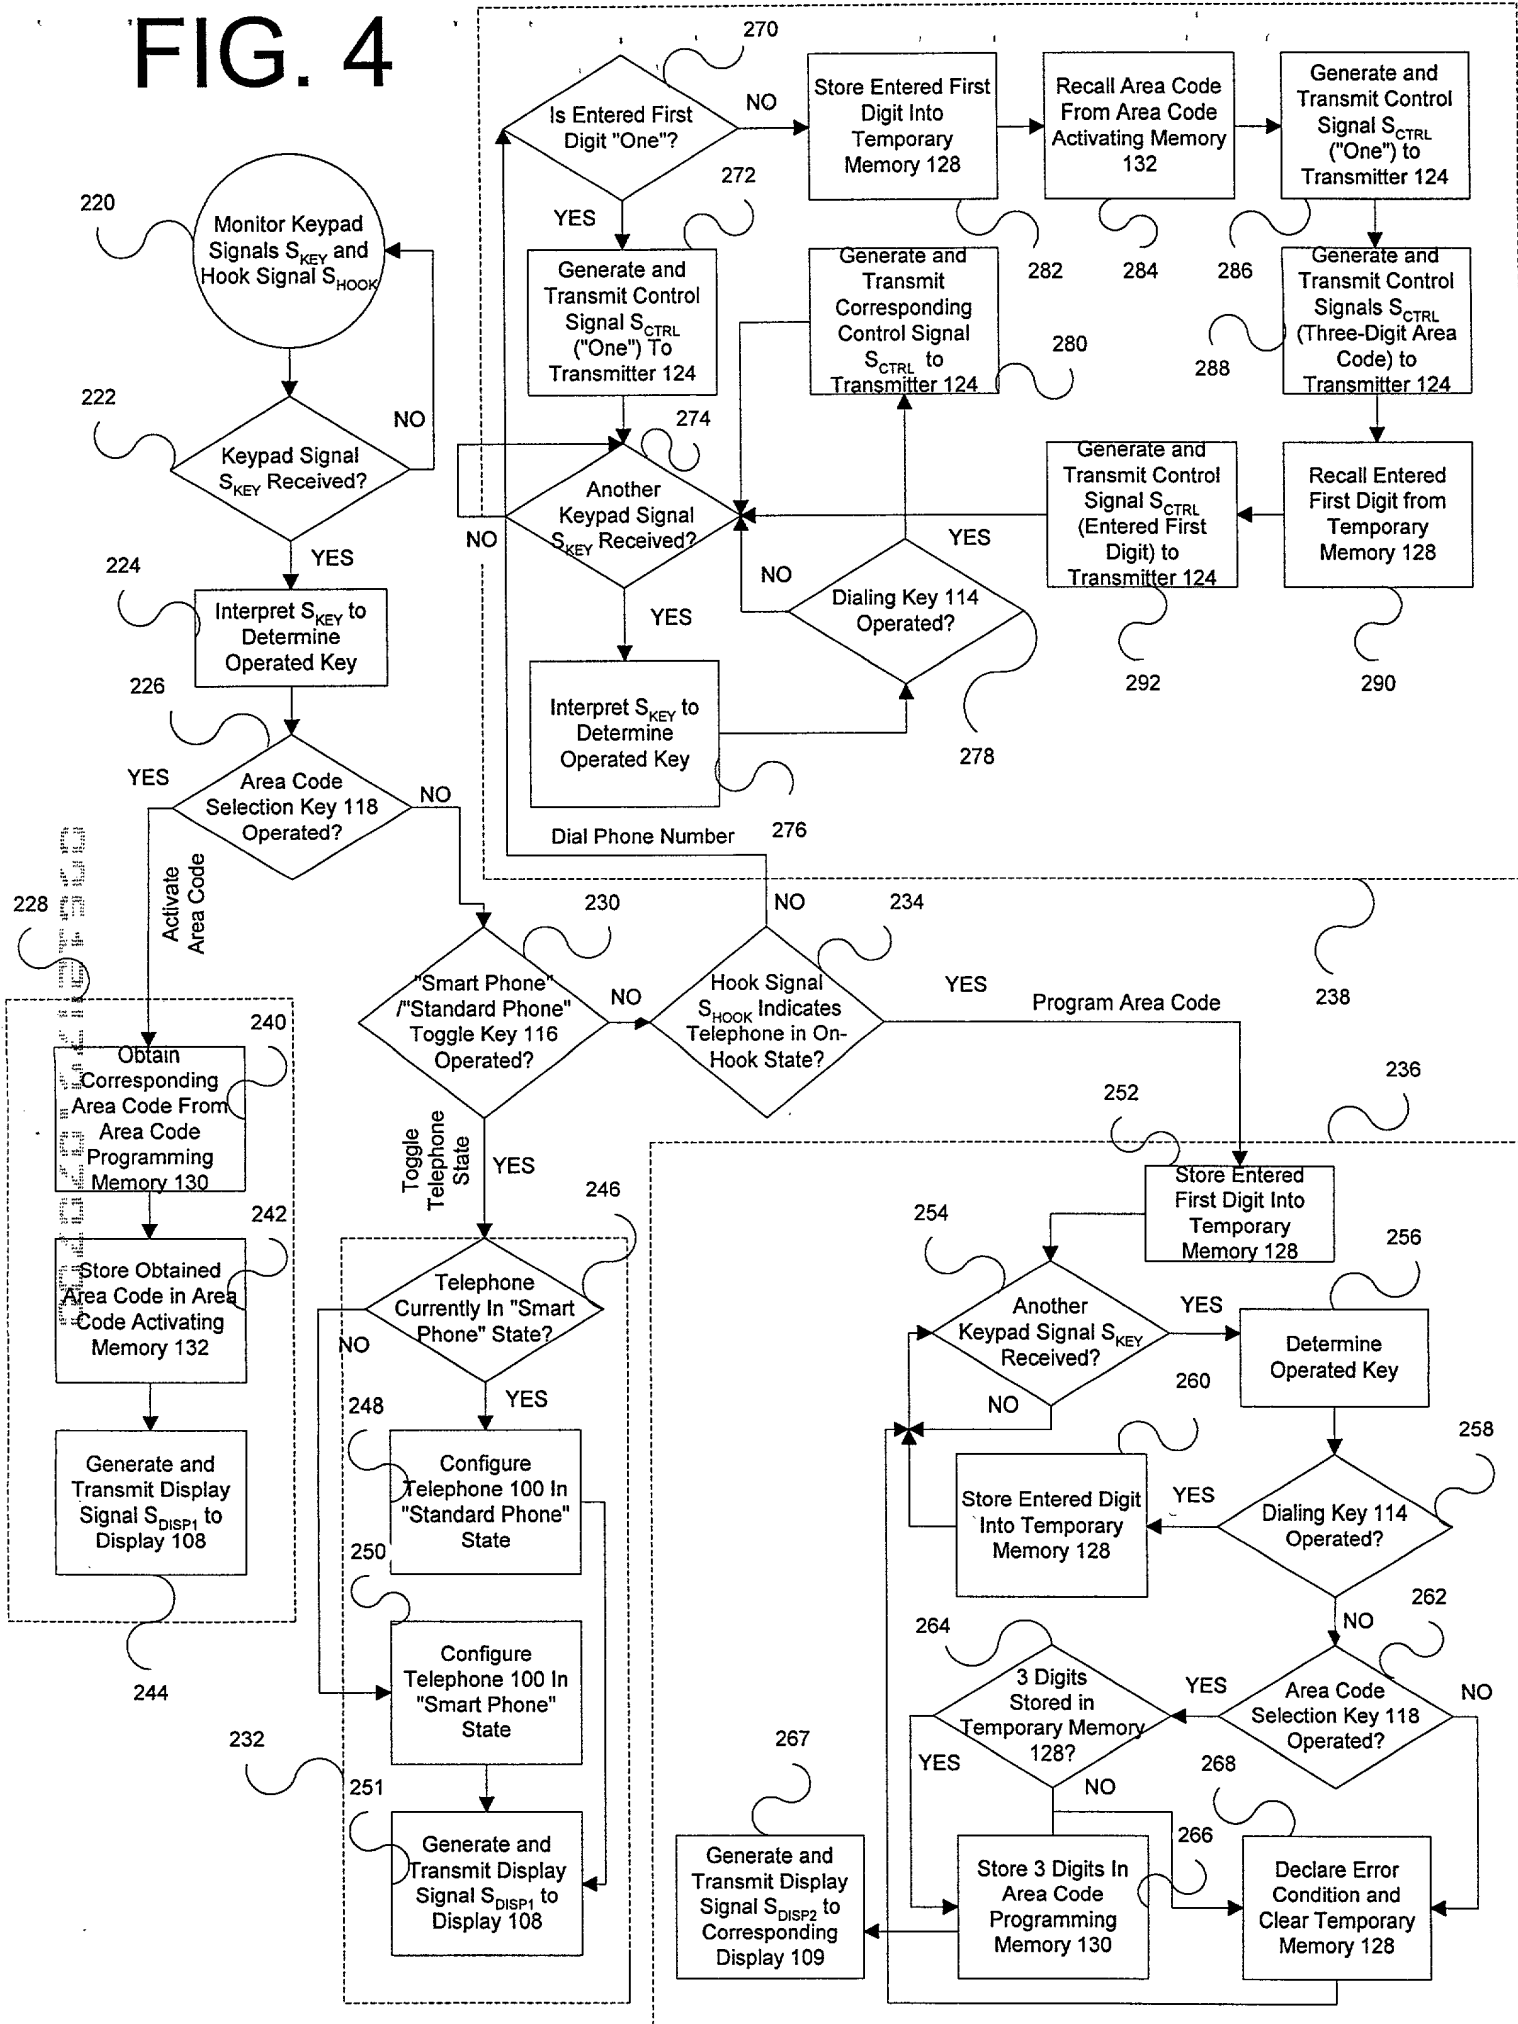 FIG. 4
220
Monitor Keypad
Signals S_KEY and
Hook Signal S_HOOK
222
NO
Keypad Signal
S_KEY Received?
YES
224
Interpret S_KEY to
Determine
Operated Key
226
YES
Area Code
Selection Key 118
Operated?
NO
Activate
Area Code
228
240
Obtain
Corresponding
Area Code From
Area Code
Programming
Memory 130
242
Store Obtained
Area Code in Area
Code Activating
Memory 132
Generate and
Transmit Display
Signal S_DISP1 to
Display 108
244
230
"Smart Phone"
/"Standard Phone"
Toggle Key 116
Operated?
NO
Toggle
Telephone
State
YES
246
Telephone
Currently In "Smart
Phone" State?
NO
YES
248
Configure
Telephone 100 In
"Standard Phone"
State
250
Configure
Telephone 100 In
"Smart Phone"
State
232
251
Generate and
Transmit Display
Signal S_DISP1 to
Display 108
234
NO
Hook Signal
S_HOOK Indicates
Telephone in On-
Hook State?
YES
Program Area Code
Dial Phone Number
238
270
Is Entered First
Digit "One"?
NO
YES
272
Generate and
Transmit Control
Signal S_CTRL
("One") To
Transmitter 124
274
Another
Keypad Signal
S_KEY Received?
NO
YES
Interpret S_KEY to
Determine
Operated Key
276
Dialing Key 114
Operated?
NO
YES
278
Generate and
Transmit
Corresponding
Control Signal
S_CTRL to
Transmitter 124
280
Store Entered First
Digit Into
Temporary
Memory 128
282
Recall Area Code
From Area Code
Activating Memory
132
284
Generate and
Transmit Control
Signal S_CTRL
("One") to
Transmitter 124
286
Generate and
Transmit Control
Signals S_CTRL
(Three-Digit Area
Code) to
Transmitter 124
288
Recall Entered
First Digit from
Temporary
Memory 128
290
Generate and
Transmit Control
Signal S_CTRL
(Entered First
Digit) to
Transmitter 124
292
236
252
Store Entered
First Digit Into
Temporary
Memory 128
254
Another
Keypad Signal S_KEY
Received?
YES
NO
256
Determine
Operated Key
258
Dialing Key 114
Operated?
YES
NO
260
Store Entered Digit
Into Temporary
Memory 128
262
Area Code
Selection Key 118
Operated?
YES
NO
264
3 Digits
Stored in
Temporary Memory
128?
YES
NO
266
Store 3 Digits In
Area Code
Programming
Memory 130
267
Generate and
Transmit Display
Signal S_DISP2 to
Corresponding
Display 109
268
Declare Error
Condition and
Clear Temporary
Memory 128